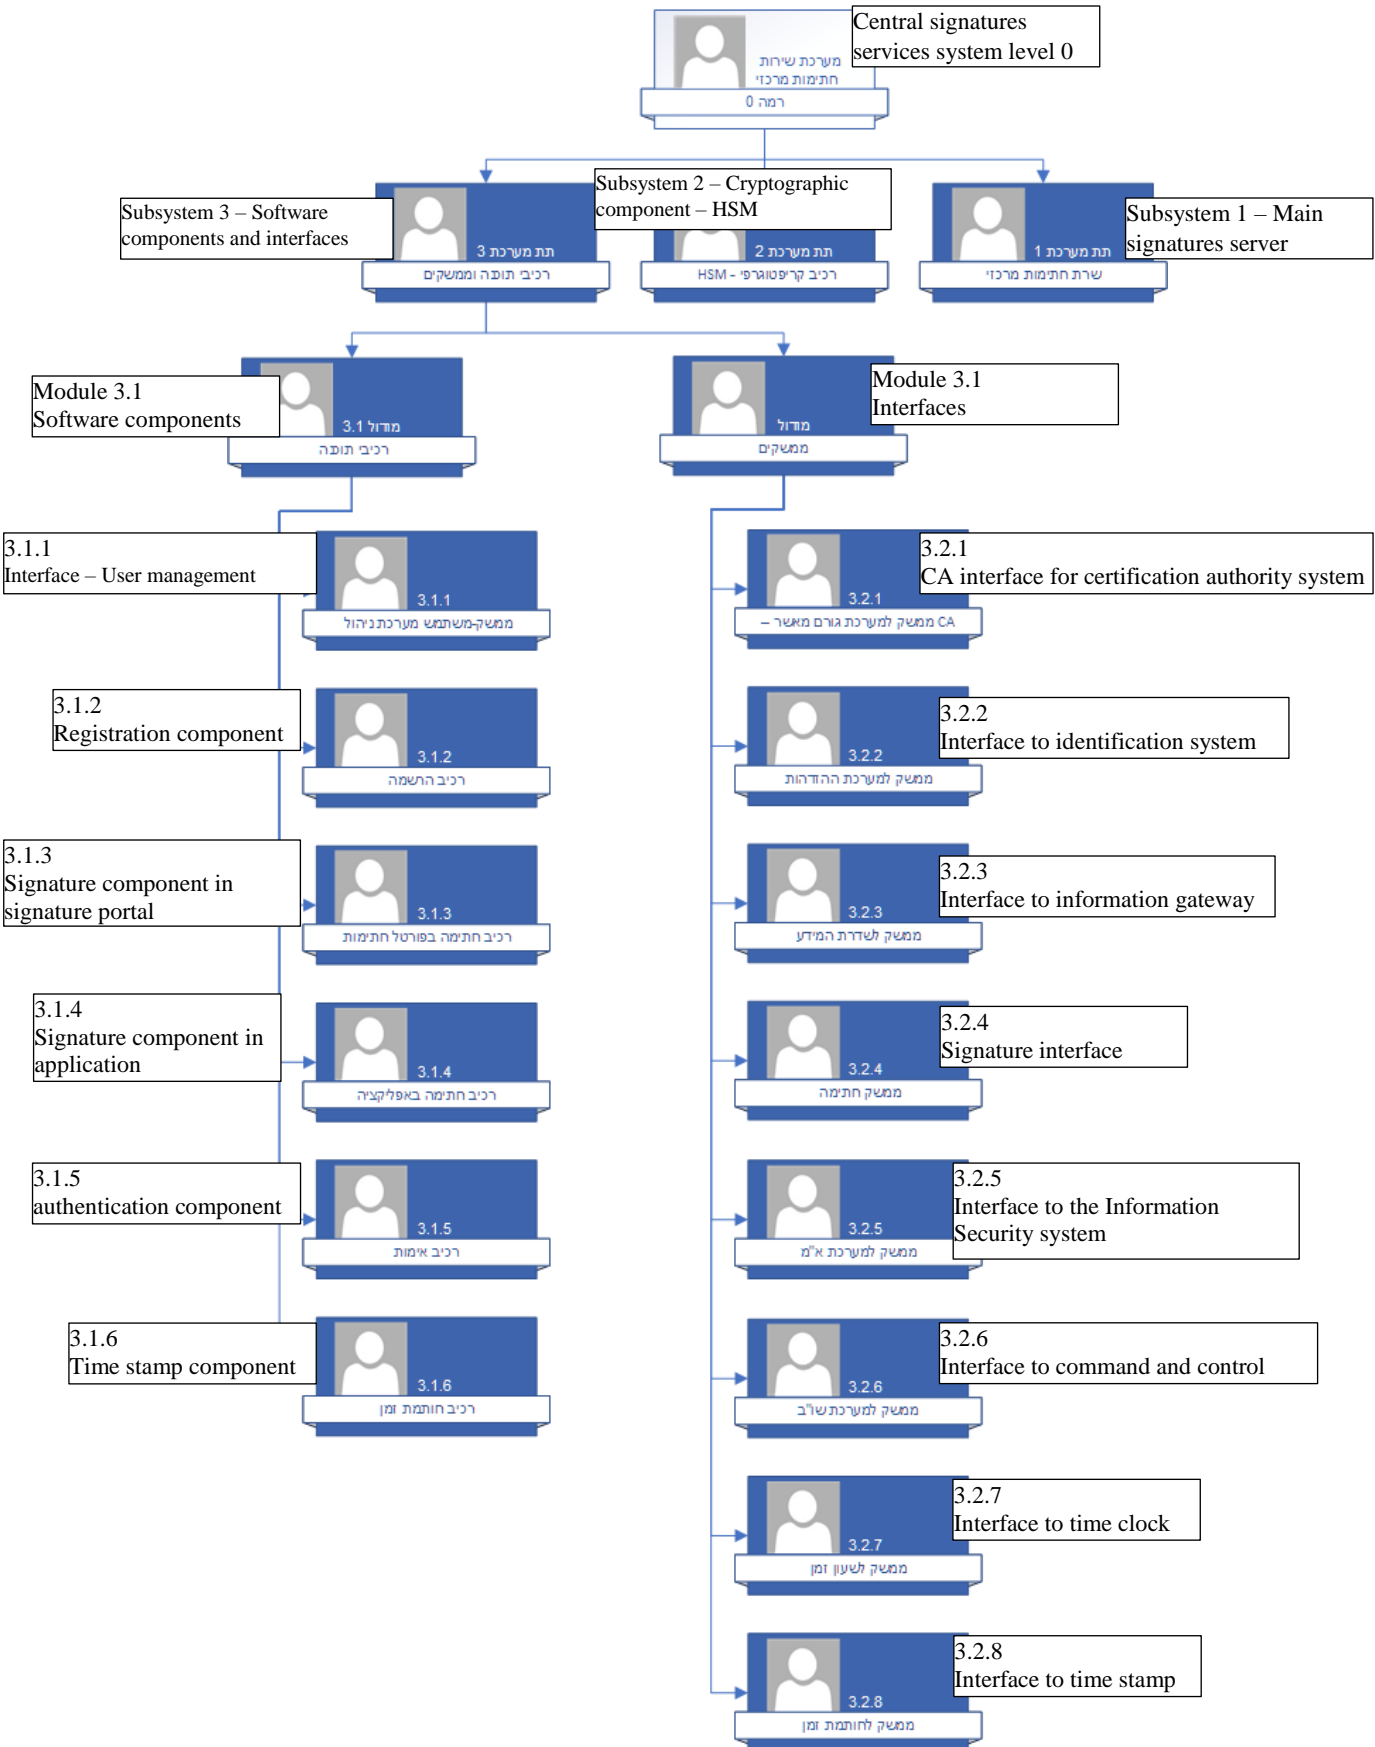 Central signatures
services system level 0
מערכת שירות
חתימות מרכזי
רמה 0
Subsystem 3 – Software
components and interfaces
תת מערכת 3
רכיבי תוכנה וממשקים
Subsystem 2 – Cryptographic
component – HSM
תת מערכת 2
רכיב קריפטוגרפי - HSM
Subsystem 1 – Main
signatures server
תת מערכת 1
שרת חתימות מרכזי
Module 3.1
Software components
מודול 3.1
רכיבי תוכנה
Module 3.1
Interfaces
מודול
ממשקים
3.1.1
Interface – User management
3.1.1
ממשק-משתמש מערכת ניהול
3.2.1
CA interface for certification authority system
3.2.1
CA ממשק למערכת גורם מאשר –
3.1.2
Registration component
3.1.2
רכיב הרשמה
3.2.2
Interface to identification system
3.2.2
ממשק למערכת ההזדהות
3.1.3
Signature component in
signature portal
3.1.3
רכיב חתימה בפורטל חתימות
3.2.3
Interface to information gateway
3.2.3
ממשק לשדרת המידע
3.1.4
Signature component in
application
3.1.4
רכיב חתימה באפליקציה
3.2.4
Signature interface
3.2.4
ממשק חתימה
3.1.5
authentication component
3.1.5
רכיב אימות
3.2.5
Interface to the Information
Security system
3.2.5
ממשק למערכת א"מ
3.1.6
Time stamp component
3.1.6
רכיב חותמת זמן
3.2.6
Interface to command and control
3.2.6
ממשק למערכת שו"ב
3.2.7
Interface to time clock
3.2.7
ממשק לשעון זמן
3.2.8
Interface to time stamp
3.2.8
ממשק לחותמת זמן